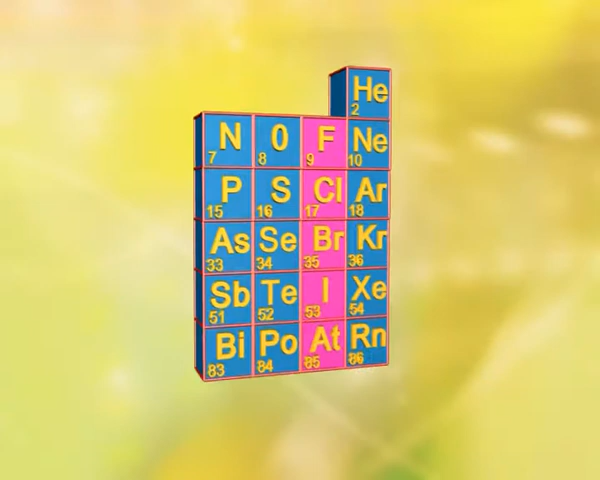 He
2
N O F Ne
7 8 9 10
P S Cl Ar
15 16 17 18
As Se Br Kr
33 34 35 36
Sb Te I Xe
51 52 53 54
Bi Po At Rn
83 84 85 86